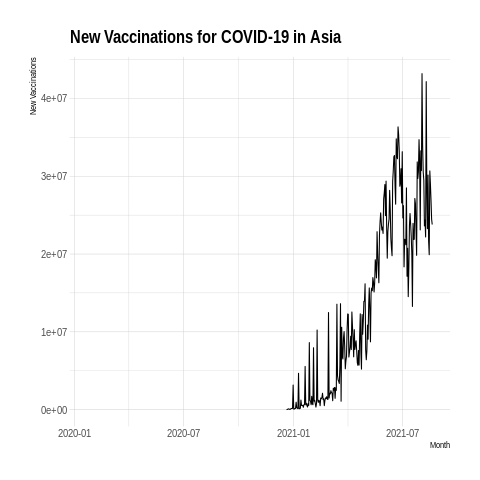 New Vaccinations for COVID-19 in Asia
New Vaccinations
4e+07
3e+07
2e+07
1e+07
0e+00
2020-01 2020-07 2021-01 2021-07
Month